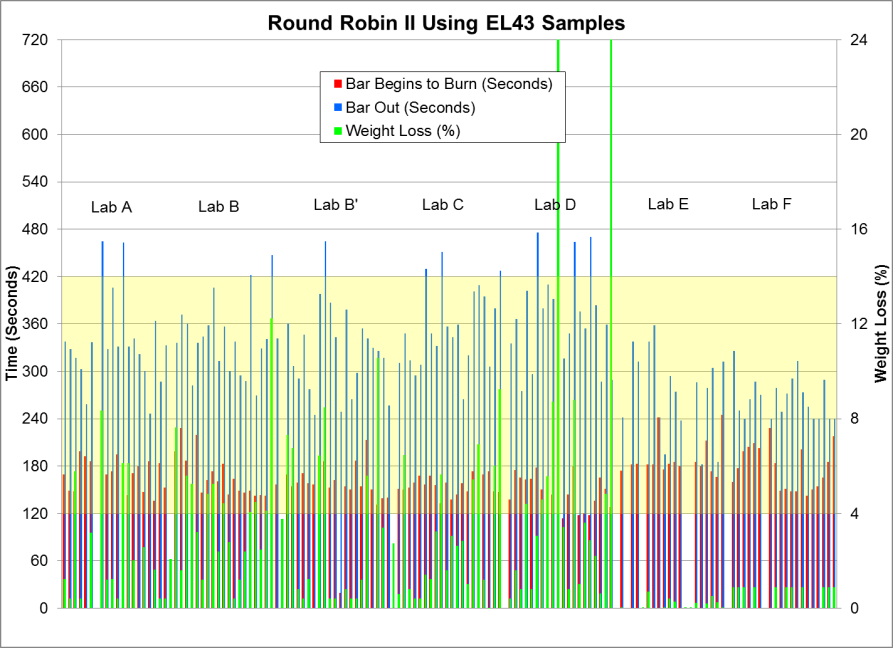 Round Robin II Using EL43 Samples
720
660
600
540
480
420
360
300
240
180
120
60
0
Time (Seconds)
24
20
16
12
8
4
0
Weight Loss (%)
Bar Begins to Burn (Seconds)
Bar Out (Seconds)
Weight Loss (%)
Lab A
Lab B
Lab B'
Lab C
Lab D
Lab E
Lab F